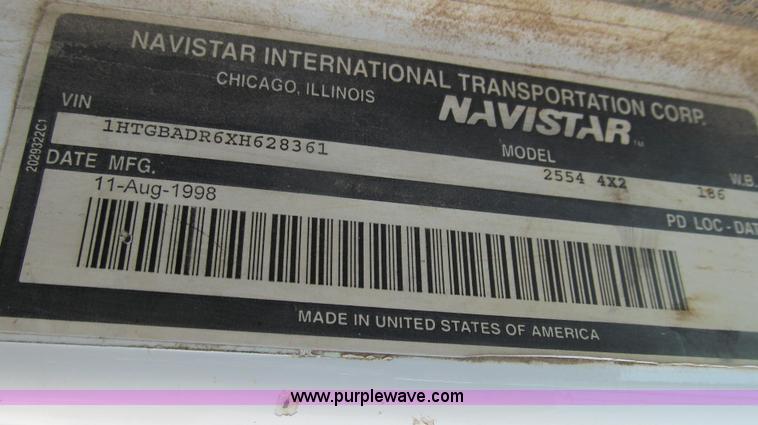 NAVISTAR INTERNATIONAL TRANSPORTATION CORP.
CHICAGO, ILLINOIS
NAVISTAR™
VIN
1HTGBADR6XH628361
MODEL
2554 4X2
W.B.
186
DATE MFG.
11-Aug-1998
PD LOC - DAT
2029322C1
MADE IN UNITED STATES OF AMERICA
www.purplewave.com